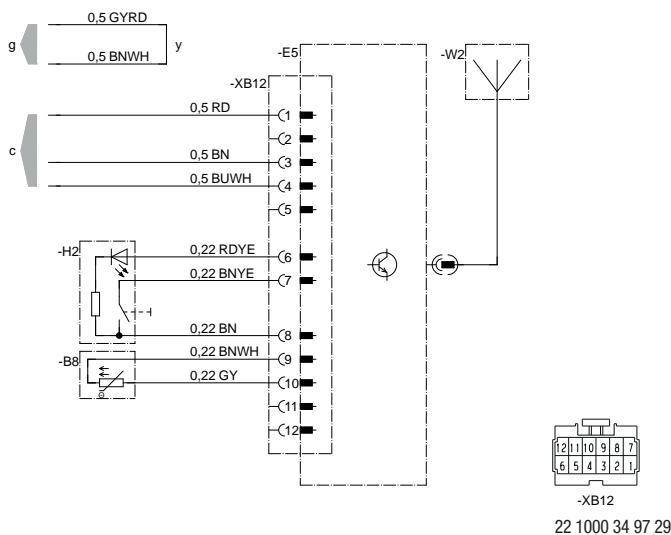 0,5 GYRD
g
y
0,5 BNWH
-E5
-W2
-XB12
0,5 RD
1
2
c
0,5 BN
3
0,5 BUWH
4
5
-H2
0,22 RDYE
6
0,22 BNYE
7
0,22 BN
8
0,22 BNWH
9
-B8
0,22 GY
10
11
12
12 11 10 9 8 7
6 5 4 3 2 1
-XB12
22 1000 34 97 29